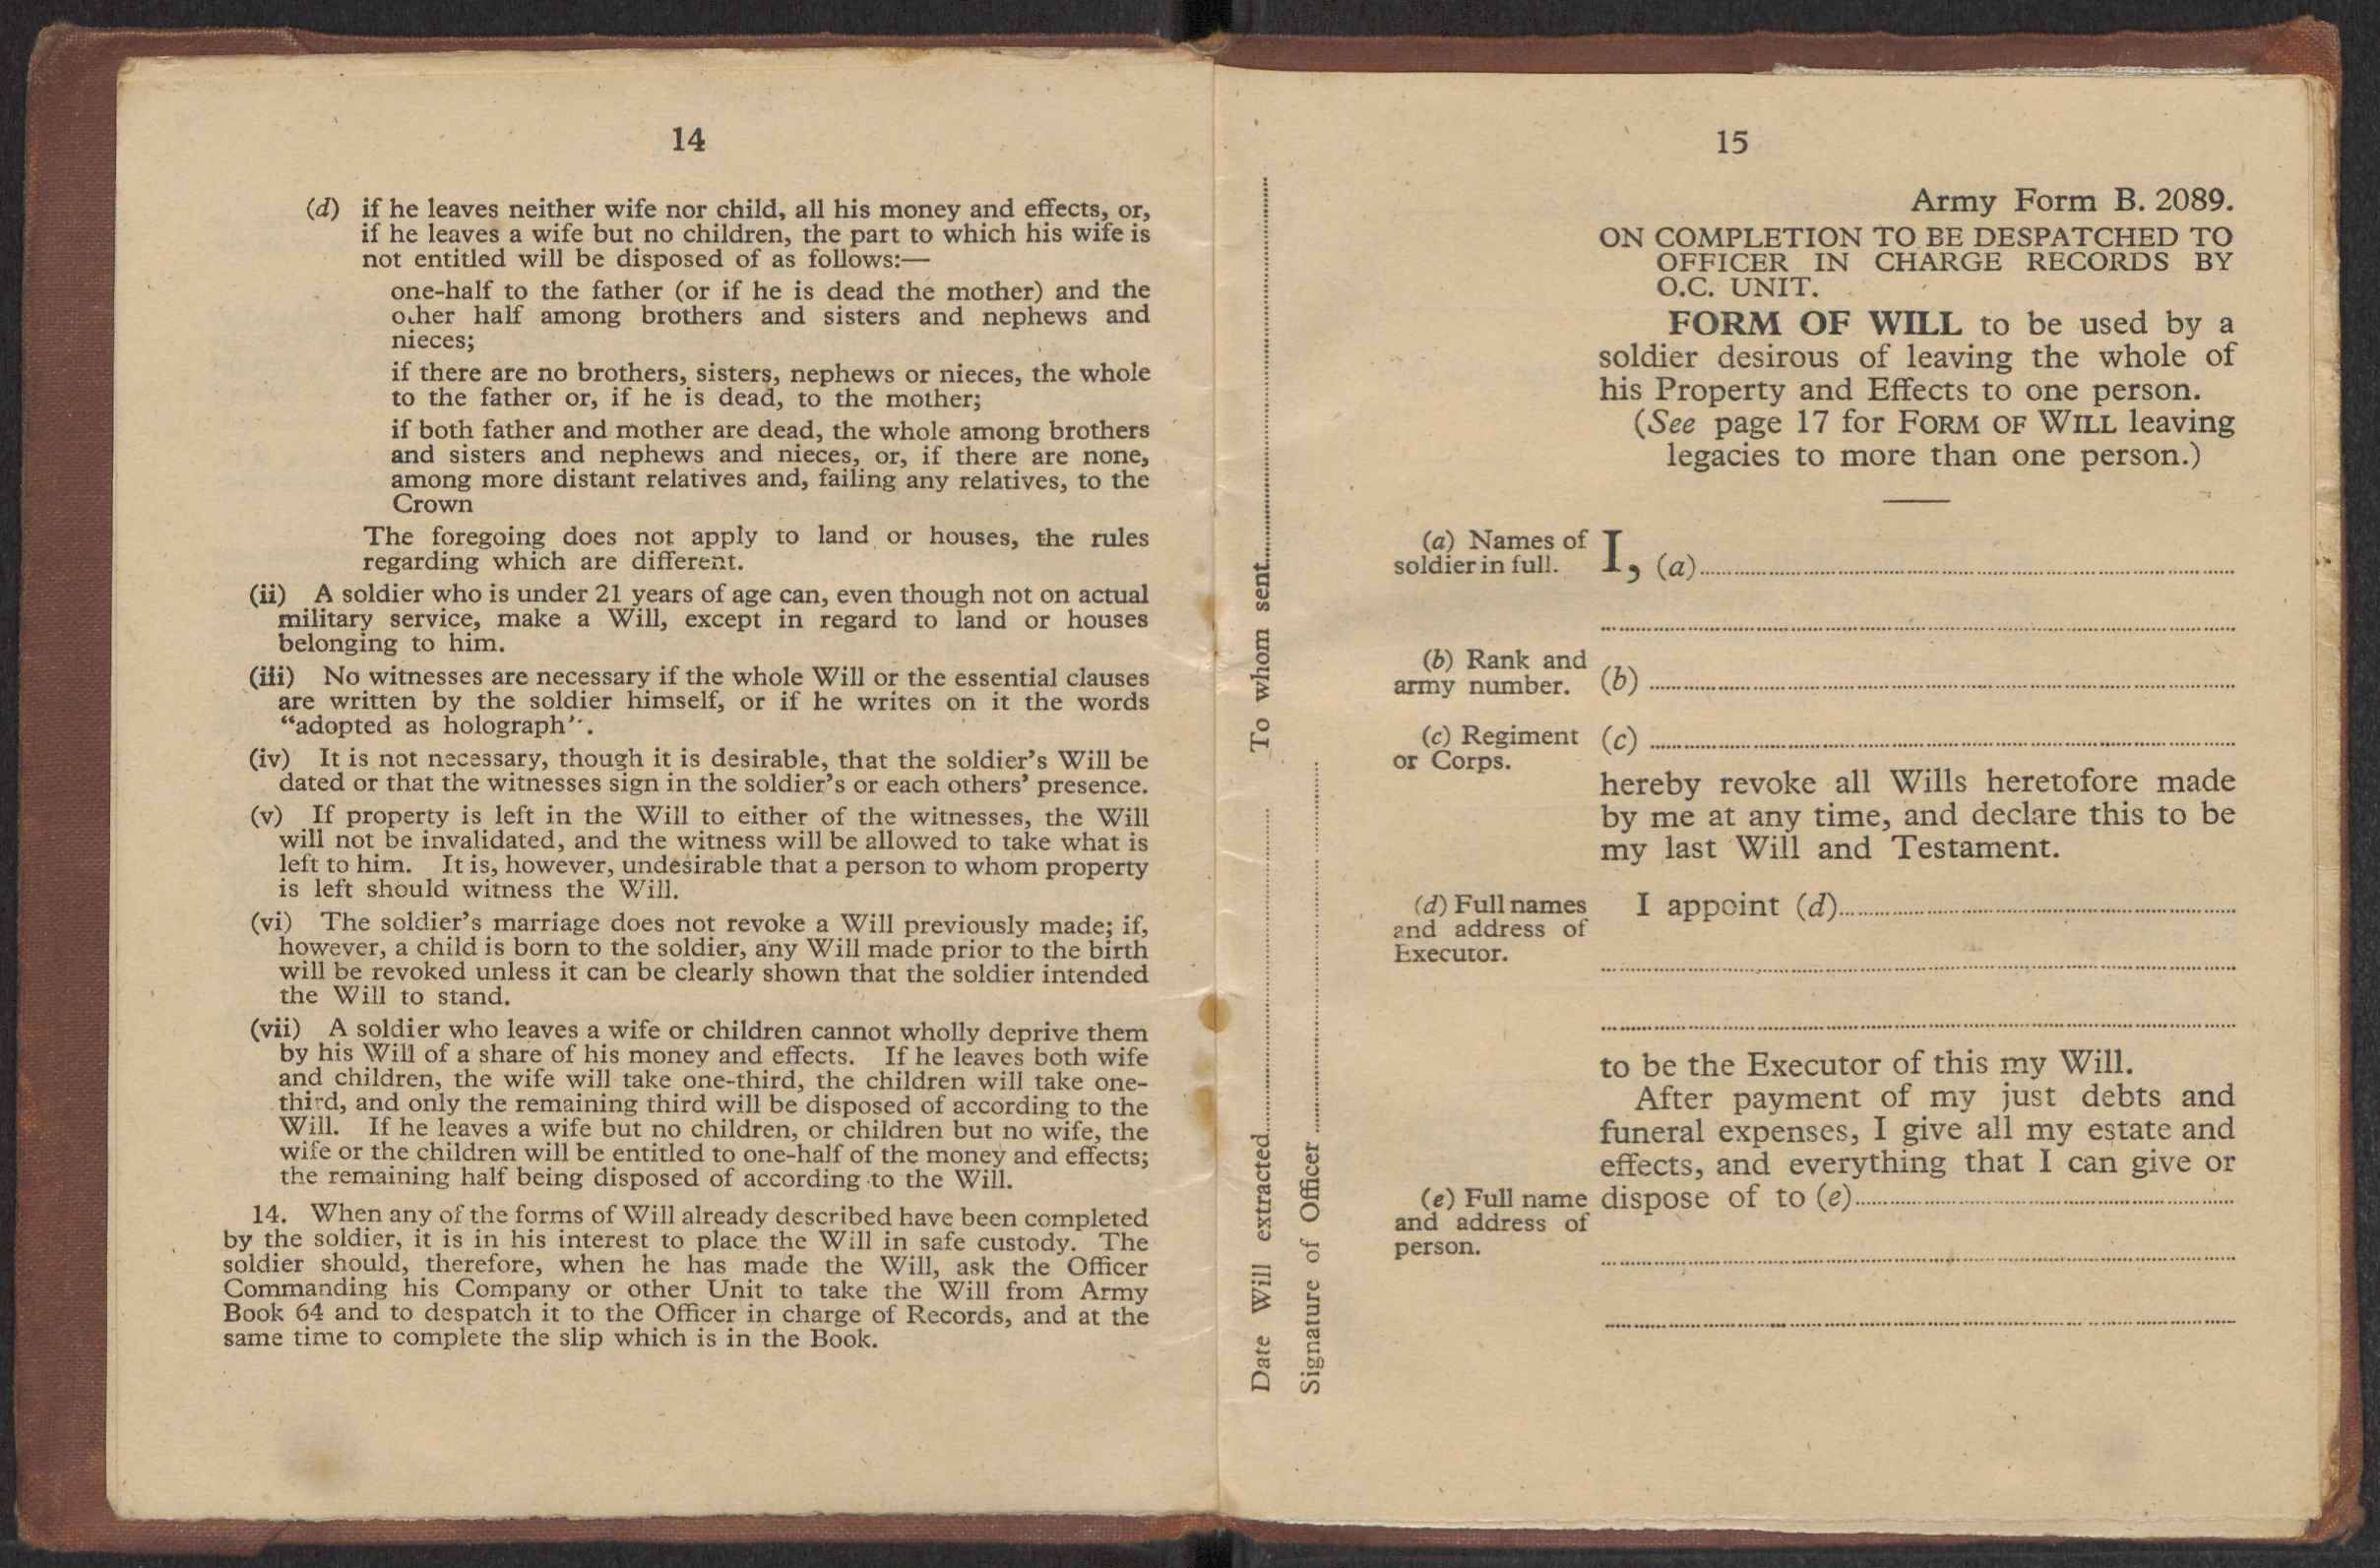 14
(d) if he leaves neither wife nor child, all his money and effects, or,
if he leaves a wife but no children, the part to which his wife is
not entitled will be disposed of as follows:—
one-half to the father (or if he is dead the mother) and the
other half among brothers and sisters and nephews and
nieces;
if there are no brothers, sisters, nephews or nieces, the whole
to the father or, if he is dead, to the mother;
if both father and mother are dead, the whole among brothers
and sisters and nephews and nieces, or, if there are none,
among more distant relatives and, failing any relatives, to the
Crown
The foregoing does not apply to land or houses, the rules
regarding which are different.
(ii) A soldier who is under 21 years of age can, even though not on actual
military service, make a Will, except in regard to land or houses
belonging to him.
(iii) No witnesses are necessary if the whole Will or the essential clauses
are written by the soldier himself, or if he writes on it the words
“adopted as holograph”.
(iv) It is not necessary, though it is desirable, that the soldier’s Will be
dated or that the witnesses sign in the soldier’s or each others’ presence.
(v) If property is left in the Will to either of the witnesses, the Will
will not be invalidated, and the witness will be allowed to take what is
left to him. It is, however, undesirable that a person to whom property
is left should witness the Will.
(vi) The soldier’s marriage does not revoke a Will previously made; if,
however, a child is born to the soldier, any Will made prior to the birth
will be revoked unless it can be clearly shown that the soldier intended
the Will to stand.
(vii) A soldier who leaves a wife or children cannot wholly deprive them
by his Will of a share of his money and effects. If he leaves both wife
and children, the wife will take one-third, the children will take one-
third, and only the remaining third will be disposed of according to the
Will. If he leaves a wife but no children, or children but no wife, the
wife or the children will be entitled to one-half of the money and effects;
the remaining half being disposed of according to the Will.
14. When any of the forms of Will already described have been completed
by the soldier, it is in his interest to place the Will in safe custody. The
soldier should, therefore, when he has made the Will, ask the Officer
Commanding his Company or other Unit to take the Will from Army
Book 64 and to despatch it to the Officer in charge of Records, and at the
same time to complete the slip which is in the Book.
Date Will extracted To whom sent
Signature of Officer
15
Army Form B. 2089.
ON COMPLETION TO BE DESPATCHED TO
OFFICER IN CHARGE RECORDS BY
O.C. UNIT.
FORM OF WILL to be used by a
soldier desirous of leaving the whole of
his Property and Effects to one person.
(See page 17 for FORM OF WILL leaving
legacies to more than one person.)
(a) Names of
soldier in full.
I, (a)
(b) Rank and
army number.
(b)
(c) Regiment
or Corps.
(c)
hereby revoke all Wills heretofore made
by me at any time, and declare this to be
my last Will and Testament.
(d) Full names
and address of
Executor.
I appoint (d)
to be the Executor of this my Will.
After payment of my just debts and
funeral expenses, I give all my estate and
effects, and everything that I can give or
dispose of to (e)
(e) Full name
and address of
person.